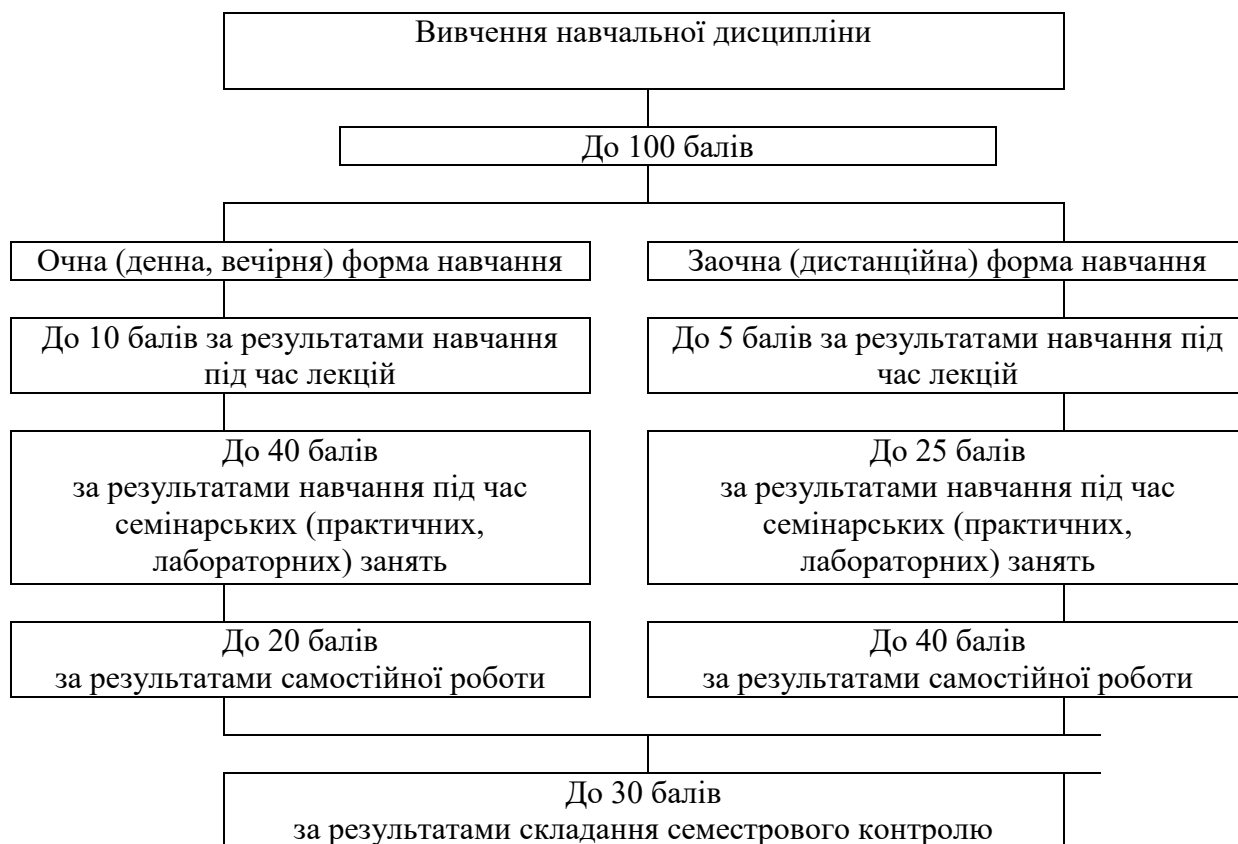 Вивчення навчальної дисципліни
До 100 балів
Очна (денна, вечірня) форма навчання
Заочна (дистанційна) форма навчання
До 10 балів за результатами навчання
під час лекцій
До 5 балів за результатами навчання під
час лекцій
До 40 балів
за результатами навчання під час
семінарських (практичних,
лабораторних) занять
До 25 балів
за результатами навчання під час
семінарських (практичних,
лабораторних) занять
До 20 балів
за результатами самостійної роботи
До 40 балів
за результатами самостійної роботи
До 30 балів
за результатами складання семестрового контролю